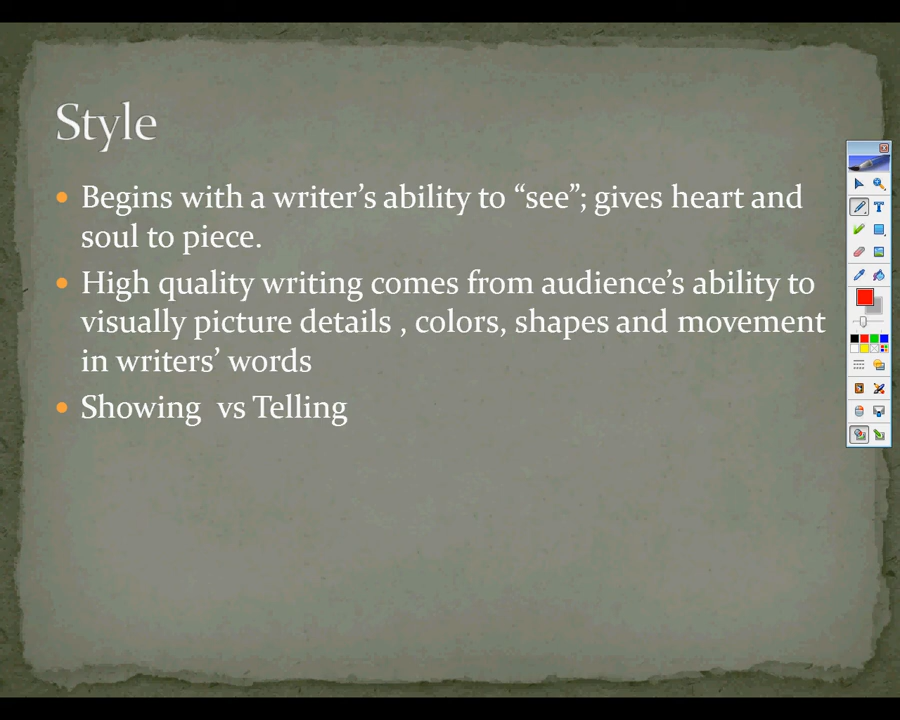 Style
• Begins with a writer’s ability to “see”; gives heart and
soul to piece.
• High quality writing comes from audience’s ability to
visually picture details , colors, shapes and movement
in writers’ words
• Showing  vs Telling
T